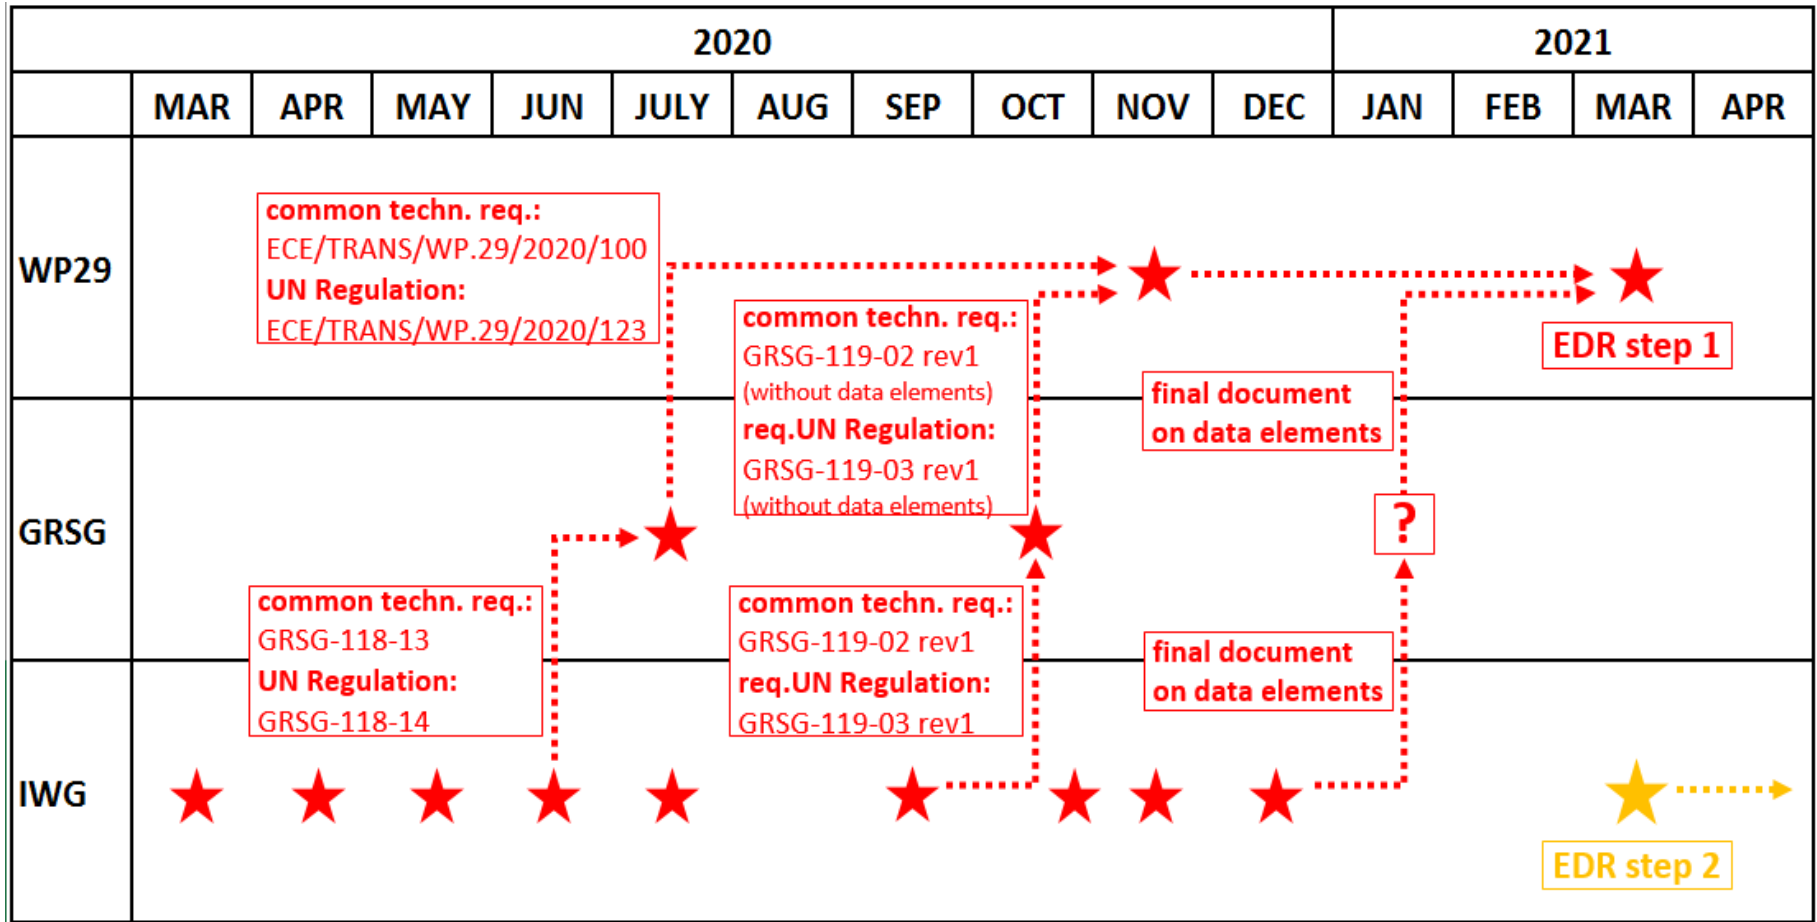 2020 2021
MAR APR MAY JUN JULY AUG SEP OCT NOV DEC JAN FEB MAR APR
WP29
common techn. req.:
ECE/TRANS/WP.29/2020/100
UN Regulation:
ECE/TRANS/WP.29/2020/123
common techn. req.:
GRSG-119-02 rev1
(without data elements)
req.UN Regulation:
GRSG-119-03 rev1
(without data elements)
EDR step 1
final document
on data elements
GRSG
?
common techn. req.:
GRSG-118-13
UN Regulation:
GRSG-118-14
common techn. req.:
GRSG-119-02 rev1
req.UN Regulation:
GRSG-119-03 rev1
final document
on data elements
IWG
EDR step 2